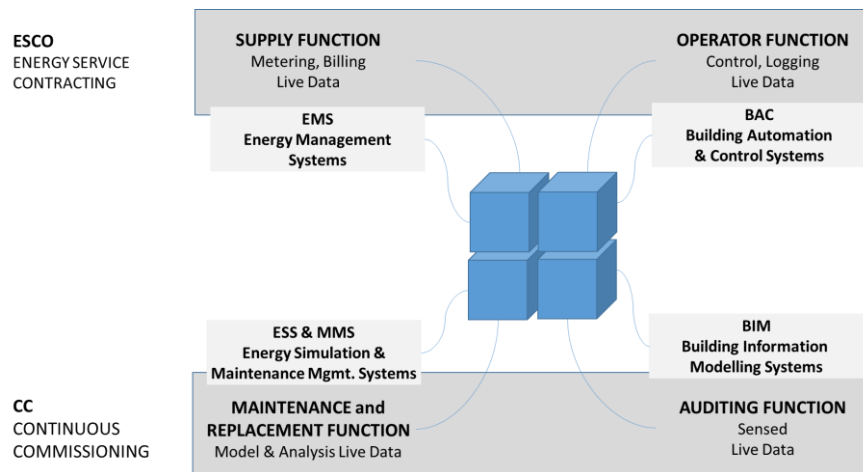 ESCO
ENERGY SERVICE
CONTRACTING
SUPPLY FUNCTION
Metering, Billing
Live Data
OPERATOR FUNCTION
Control, Logging
Live Data
EMS
Energy Management
Systems
BAC
Building Automation
& Control Systems
ESS & MMS
Energy Simulation &
Maintenance Mgmt. Systems
BIM
Building Information
Modelling Systems
CC
CONTINUOUS
COMMISSIONING
MAINTENANCE and
REPLACEMENT FUNCTION
Model & Analysis Live Data
AUDITING FUNCTION
Sensed
Live Data